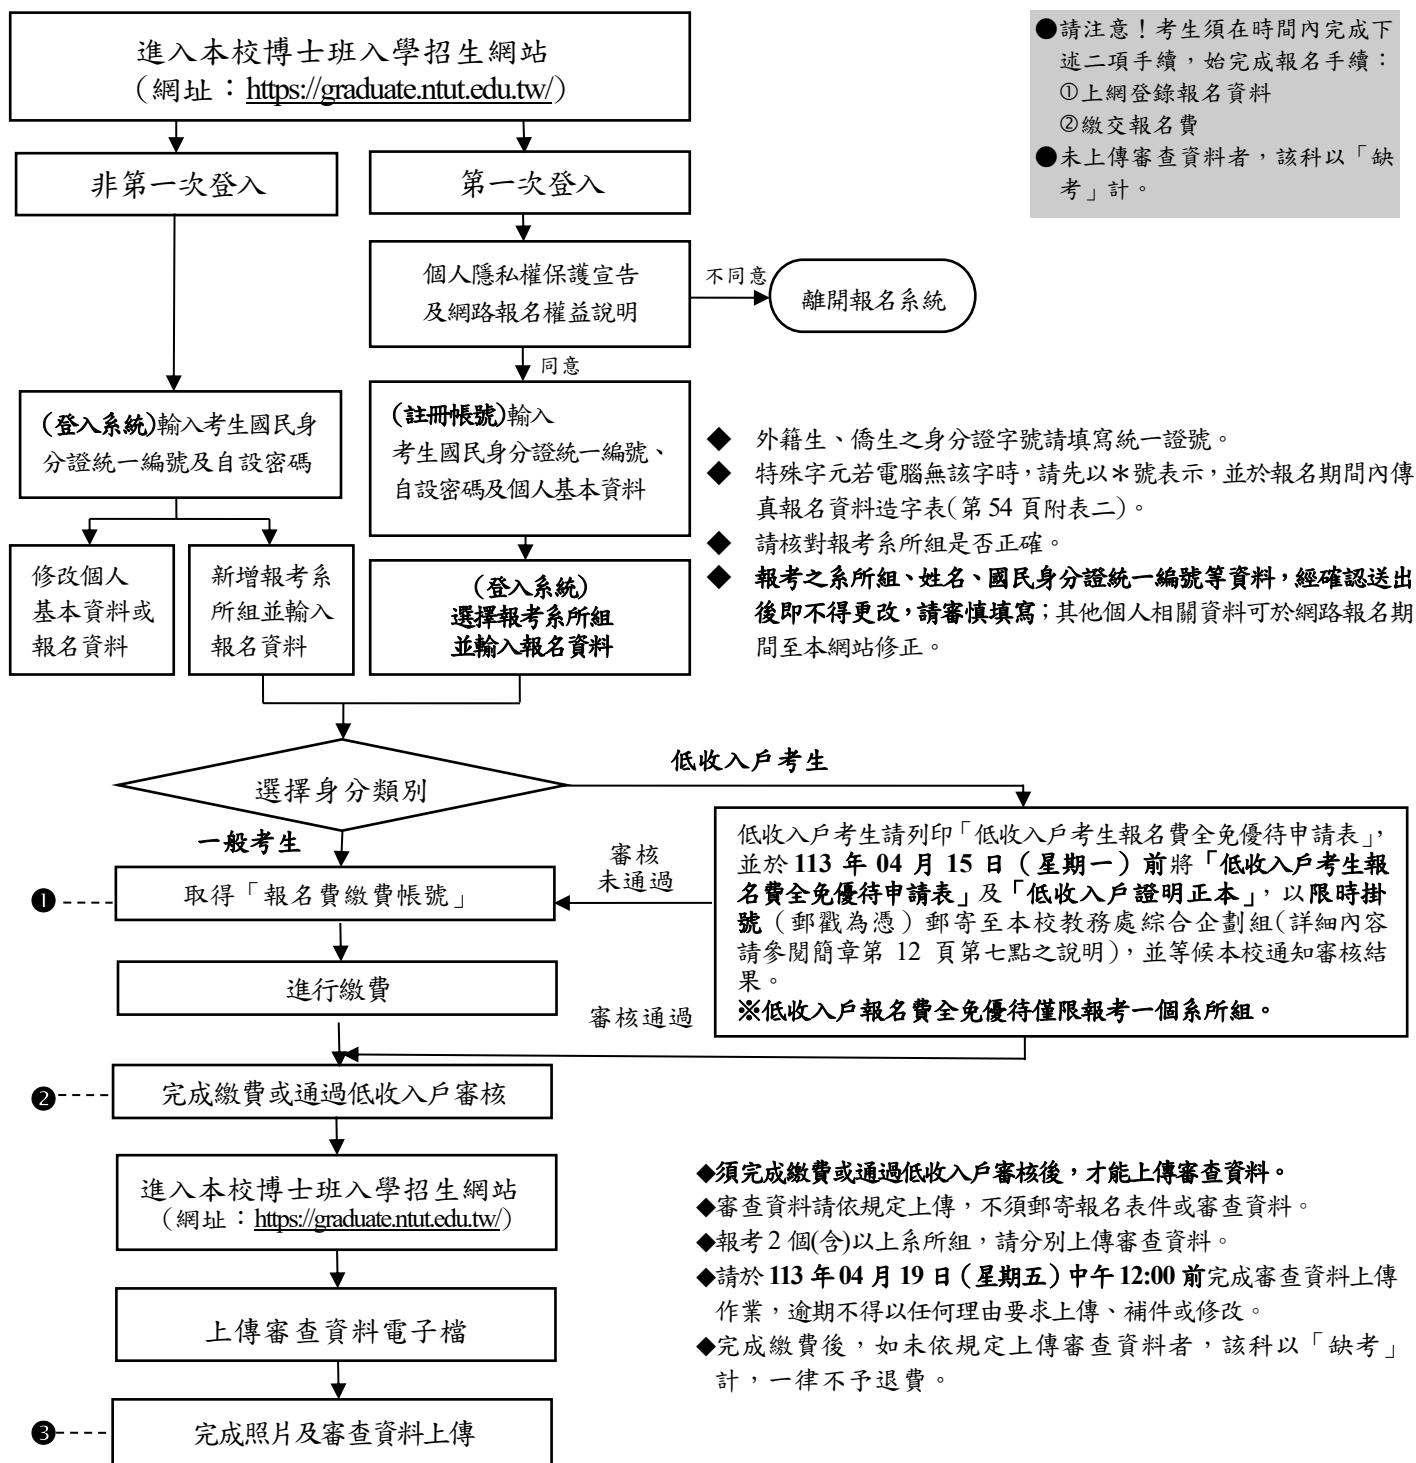 進入本校博士班入學招生網站
（網址：https://graduate.ntut.edu.tw/）
●請注意！考生須在時間內完成下
述二項手續，始完成報名手續：
①上網登錄報名資料
②繳交報名費
●未上傳審查資料者，該科以「缺
考」計。
非第一次登入
第一次登入
個人隱私權保護宣告
及網路報名權益說明
不同意
離開報名系統
同意
(登入系統)輸入考生國民身
分證統一編號及自設密碼
(註冊帳號)輸入
考生國民身分證統一編號、
自設密碼及個人基本資料
◆ 外籍生、僑生之身分證字號請填寫統一證號。
◆ 特殊字元若電腦無該字時，請先以＊號表示，並於報名期間內傳
真報名資料造字表(第 54 頁附表二)。
◆ 請核對報考系所組是否正確。
◆ 報考之系所組、姓名、國民身分證統一編號等資料，經確認送出
後即不得更改，請審慎填寫；其他個人相關資料可於網路報名期
間至本網站修正。
修改個人
基本資料或
報名資料
新增報考系
所組並輸入
報名資料
(登入系統)
選擇報考系所組
並輸入報名資料
選擇身分類別
低收入戶考生
一般考生
低收入戶考生請列印「低收入戶考生報名費全免優待申請表」，
並於 113 年 04 月 15 日（星期一）前將「低收入戶考生報
名費全免優待申請表」及「低收入戶證明正本」，以限時掛
號（郵戳為憑）郵寄至本校教務處綜合企劃組(詳細內容
請參閱簡章第 12 頁第七點之說明)，並等候本校通知審核結
果。
※低收入戶報名費全免優待僅限報考一個系所組。
審核
未通過
❶
取得「報名費繳費帳號」
進行繳費
審核通過
❷
完成繳費或通過低收入戶審核
進入本校博士班入學招生網站
（網址：https://graduate.ntut.edu.tw/）
◆須完成繳費或通過低收入戶審核後，才能上傳審查資料。
◆審查資料請依規定上傳，不須郵寄報名表件或審查資料。
◆報考 2 個(含)以上系所組，請分別上傳審查資料。
◆請於 113 年 04 月 19 日（星期五）中午 12:00 前完成審查資料上傳
作業，逾期不得以任何理由要求上傳、補件或修改。
◆完成繳費後，如未依規定上傳審查資料者，該科以「缺考」
計，一律不予退費。
上傳審查資料電子檔
❸
完成照片及審查資料上傳